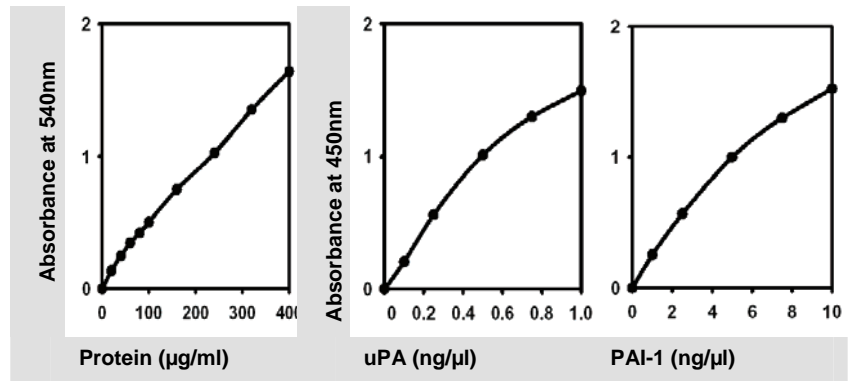 Absorbance at 540nm
2
1
0
0 100 200 300 400
Protein (µg/ml)
Absorbance at 450nm
2
1
0
0 0.2 0.4 0.6 0.8 1.0
uPA (ng/µl)
2
1
0
0 2 4 6 8 10
PAI-1 (ng/µl)